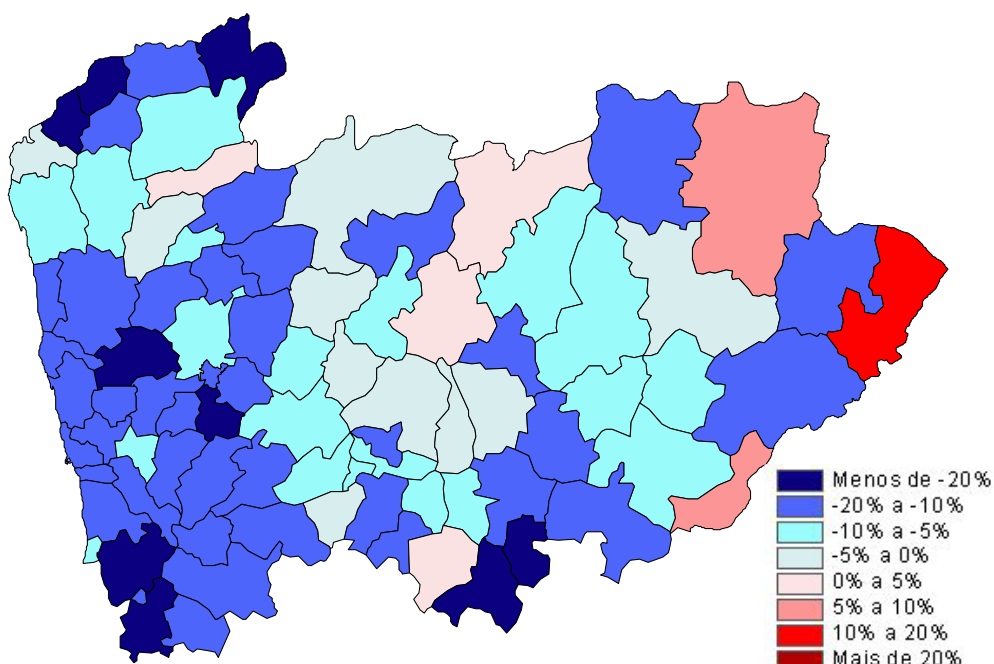 Menos de -20%
-20% a -10%
-10% a -5%
-5% a 0%
0% a 5%
5% a 10%
10% a 20%
Mais de 20%